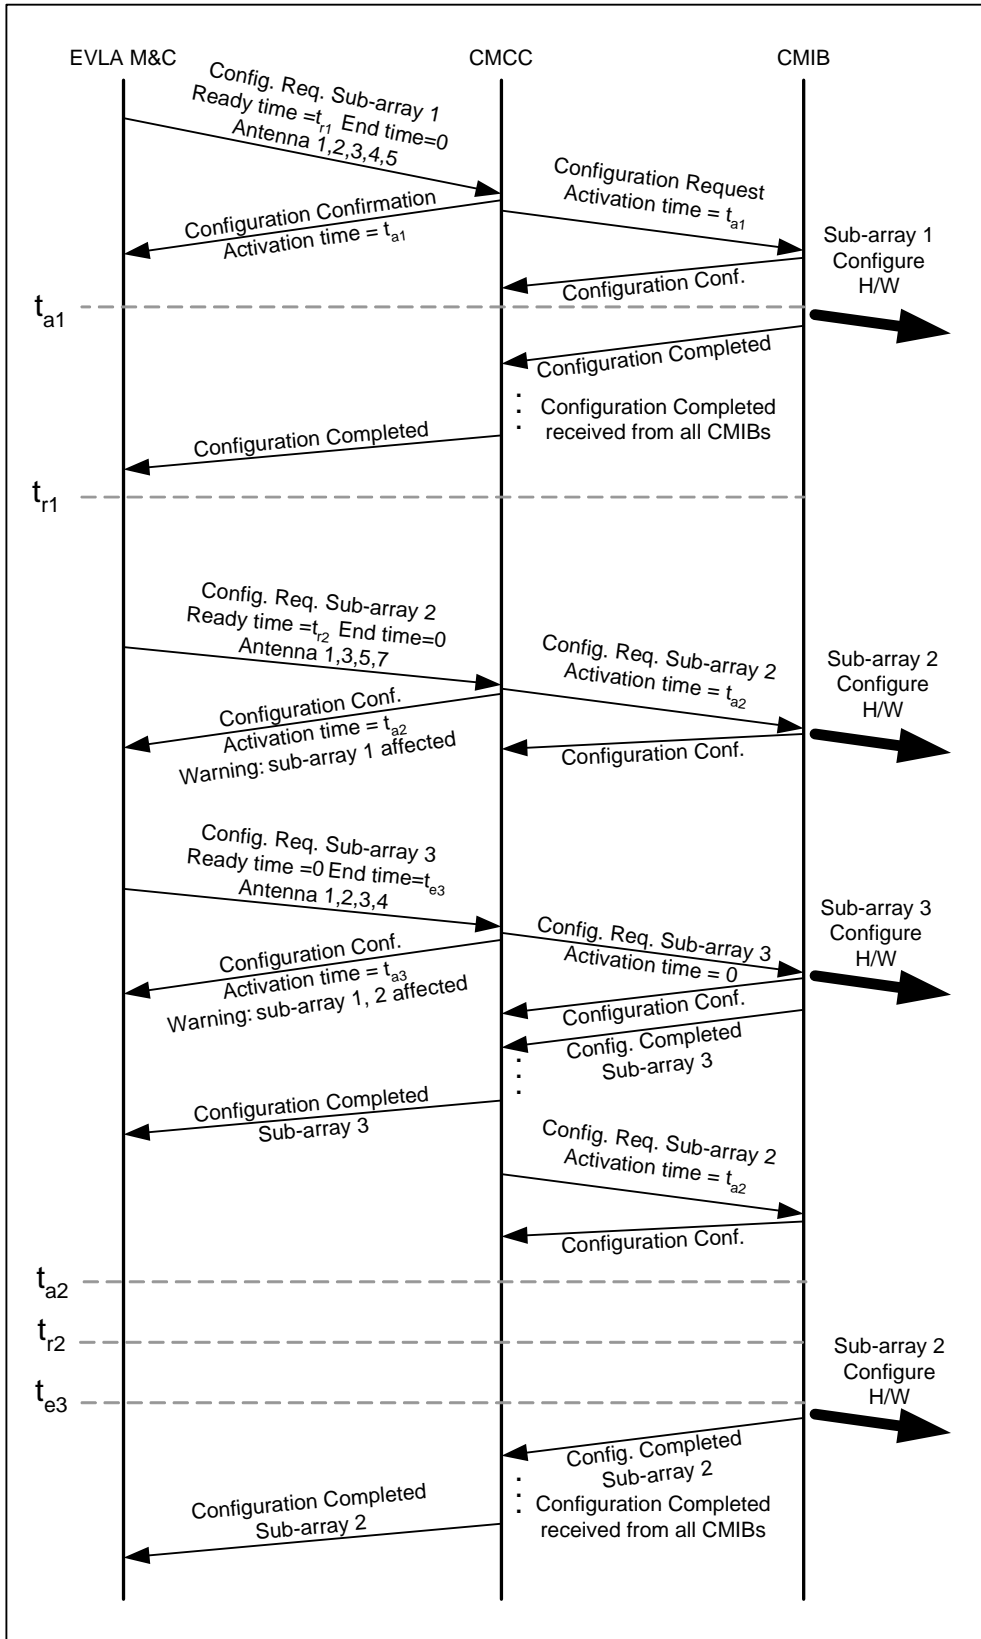 EVLA M&C
CMCC
CMIB
Config. Req. Sub-array 1
Ready time =tr1 End time=0
Antenna 1,2,3,4,5
Configuration Request
Activation time = ta1
Configuration Confirmation
Activation time = ta1
Sub-array 1
Configure
H/W
Configuration Conf.
ta1
Configuration Completed
Configuration Completed
received from all CMIBs
Configuration Completed
tr1
Config. Req. Sub-array 2
Ready time =tr2 End time=0
Antenna 1,3,5,7
Config. Req. Sub-array 2
Activation time = ta2
Sub-array 2
Configure
H/W
Configuration Conf.
Activation time = ta2
Warning: sub-array 1 affected
Configuration Conf.
Config. Req. Sub-array 3
Ready time =0 End time=te3
Antenna 1,2,3,4
Config. Req. Sub-array 3
Activation time = 0
Sub-array 3
Configure
H/W
Configuration Conf.
Activation time = ta3
Warning: sub-array 1, 2 affected
Configuration Conf.
Config. Completed
Sub-array 3
Configuration Completed
Sub-array 3
Config. Req. Sub-array 2
Activation time = ta2
Configuration Conf.
ta2
tr2
te3
Sub-array 2
Configure
H/W
Config. Completed
Sub-array 2
Configuration Completed
received from all CMIBs
Configuration Completed
Sub-array 2